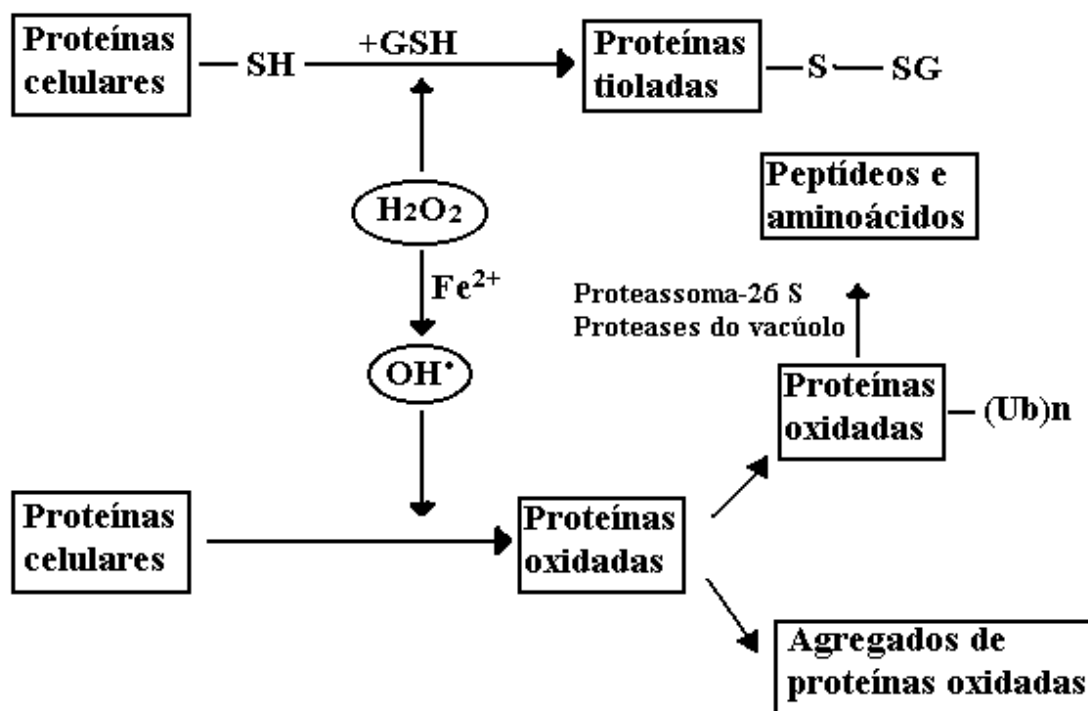 Proteínas
celulares
SH
+GSH
Proteínas
tioladas
S
SG
Peptídeos e
aminoácidos
H2O2
Fe2+
Proteassoma-26 S
Proteases do vacúolo
OH•
Proteínas
oxidadas
(Ub)n
Proteínas
celulares
Proteínas
oxidadas
Agregados de
proteínas oxidadas